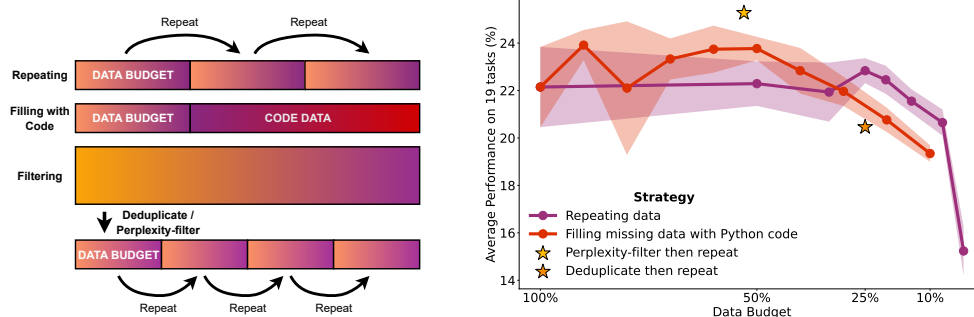 Repeat
Repeat
Repeating
DATA BUDGET
Filling with
Code
DATA BUDGET
CODE DATA
Filtering
Deduplicate /
Perplexity-filter
DATA BUDGET
Repeat
Repeat
Repeat
Average Performance on 19 tasks (%)
24
22
20
18
16
14
Strategy
Repeating data
Filling missing data with Python code
Perplexity-filter then repeat
Deduplicate then repeat
100%
50%
25%
10%
Data Budget